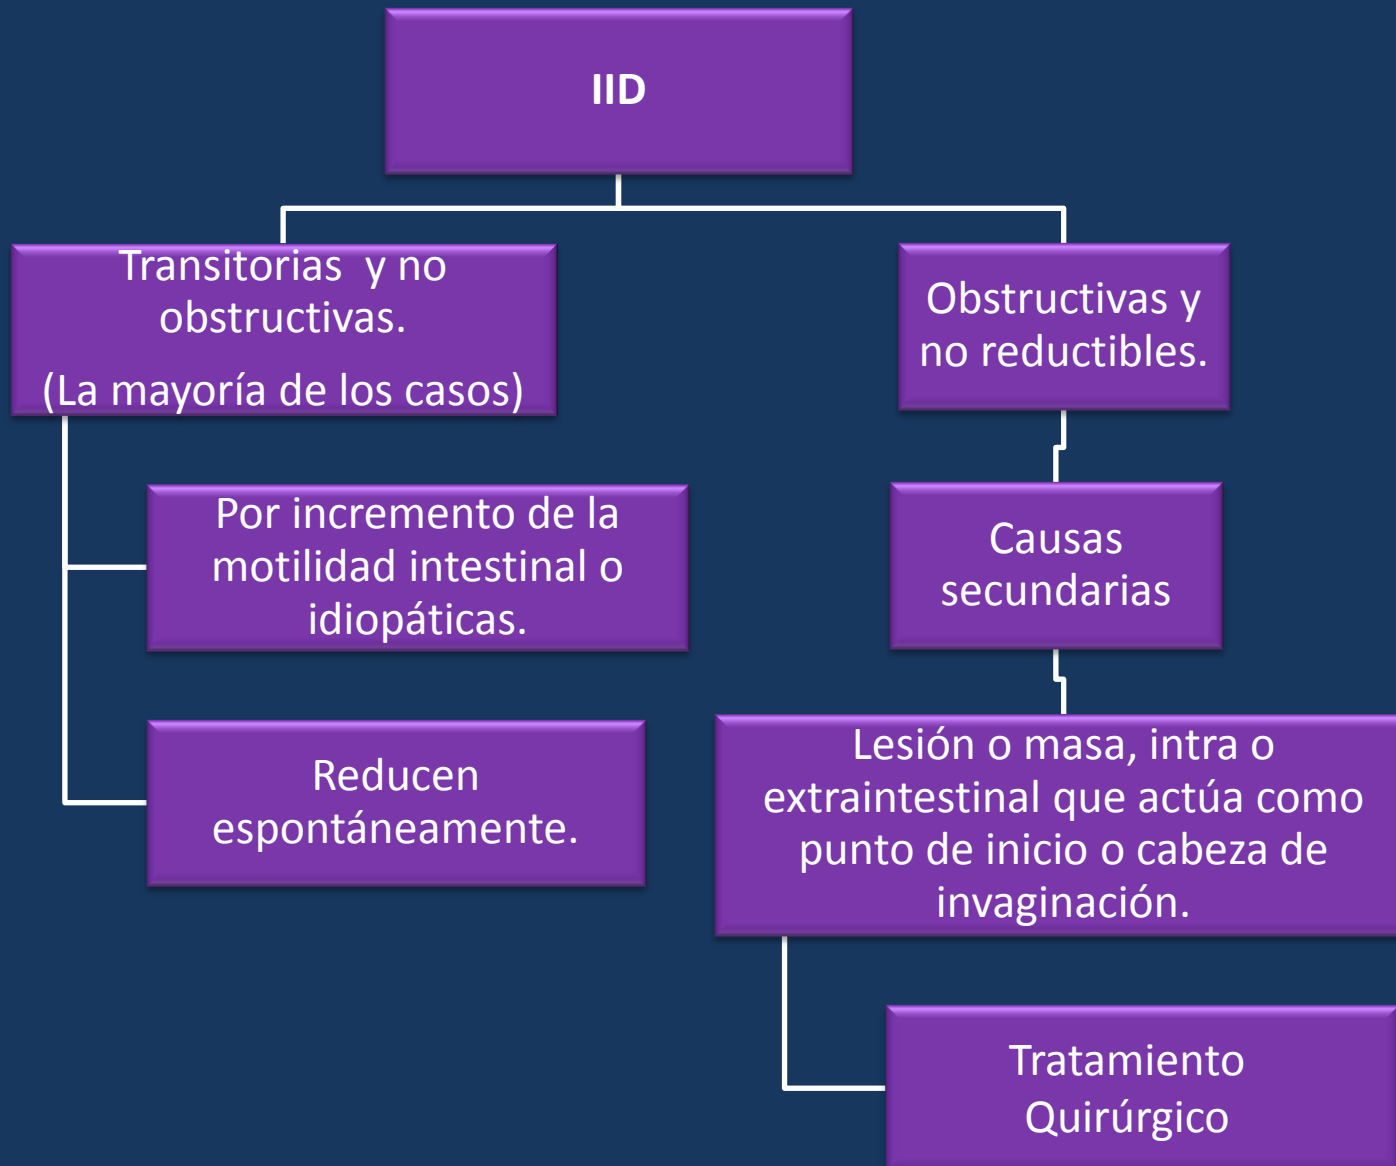 IID
Transitorias y no
obstructivas.
(La mayoría de los casos)
Por incremento de la
motilidad intestinal o
idiopáticas.
Reducen
espontáneamente.
Obstructivas y
no reductibles.
Causas
secundarias
Lesión o masa, intra o
extraintestinal que actúa como
punto de inicio o cabeza de
invaginación.
Tratamiento
Quirúrgico